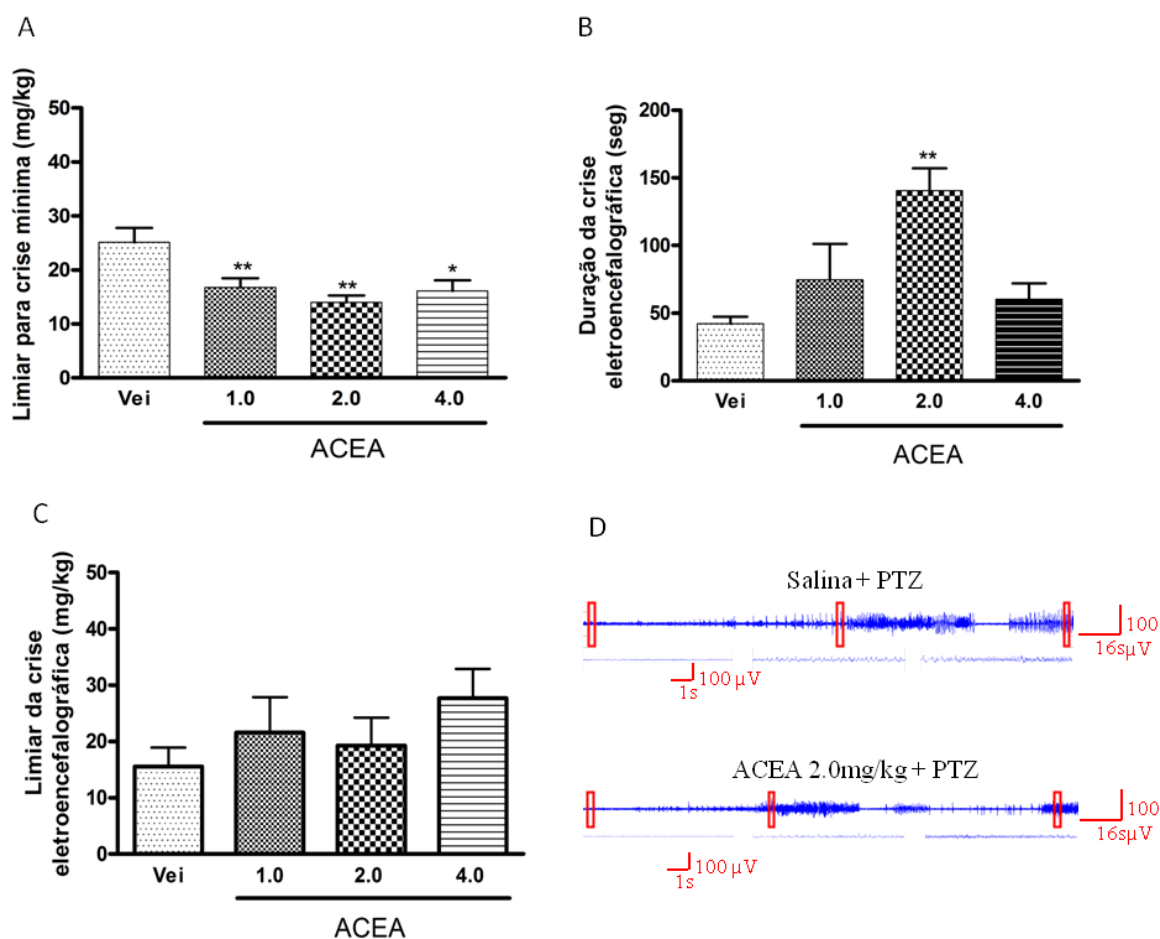 A
Limiar para crise mínima (mg/kg)
50
40
30
20
10
0
**
**
*
Vei
1.0
2.0
4.0
ACEA
B
Duração da crise
eletroencefalográfica (seg)
200
150
100
50
0
**
Vei
1.0
2.0
4.0
ACEA
C
Limiar da crise
eletroencefalográfica (mg/kg)
50
40
30
20
10
0
Vei
1.0
2.0
4.0
ACEA
D
Salina + PTZ
100
16sµV
100 µV
1s
ACEA 2.0mg/kg + PTZ
100
16sµV
100 µV
1s